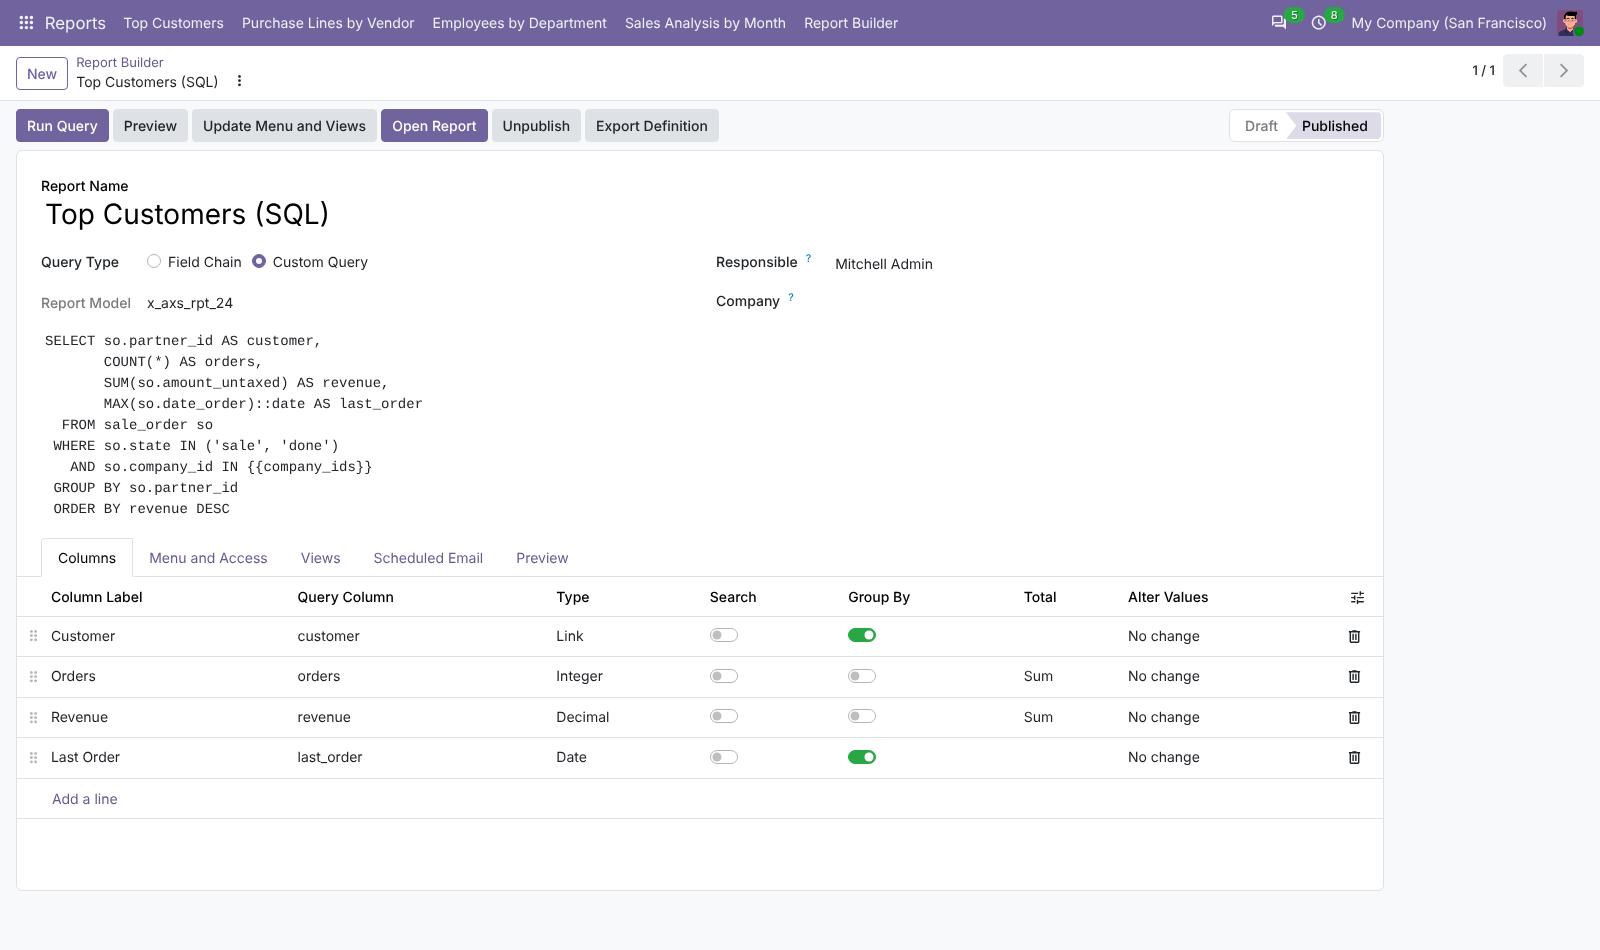 Reports Top Customers Purchase Lines by Vendor Employees by Department Sales Analysis by Month Report Builder 5 8 My Company (San Francisco)
New Report Builder
Top Customers (SQL) 1 / 1
Run Query Preview Update Menu and Views Open Report Unpublish Export Definition Draft Published
Report Name
Top Customers (SQL)
Query Type Field Chain Custom Query Responsible ? Mitchell Admin
Report Model x_axs_rpt_24 Company ?
SELECT so.partner_id AS customer,
COUNT(*) AS orders,
SUM(so.amount_untaxed) AS revenue,
MAX(so.date_order)::date AS last_order
FROM sale_order so
WHERE so.state IN ('sale', 'done')
AND so.company_id IN {{company_ids}}
GROUP BY so.partner_id
ORDER BY revenue DESC
Columns Menu and Access Views Scheduled Email Preview
Column Label Query Column Type Search Group By Total Alter Values
Customer customer Link No change
Orders orders Integer Sum No change
Revenue revenue Decimal Sum No change
Last Order last_order Date No change
Add a line